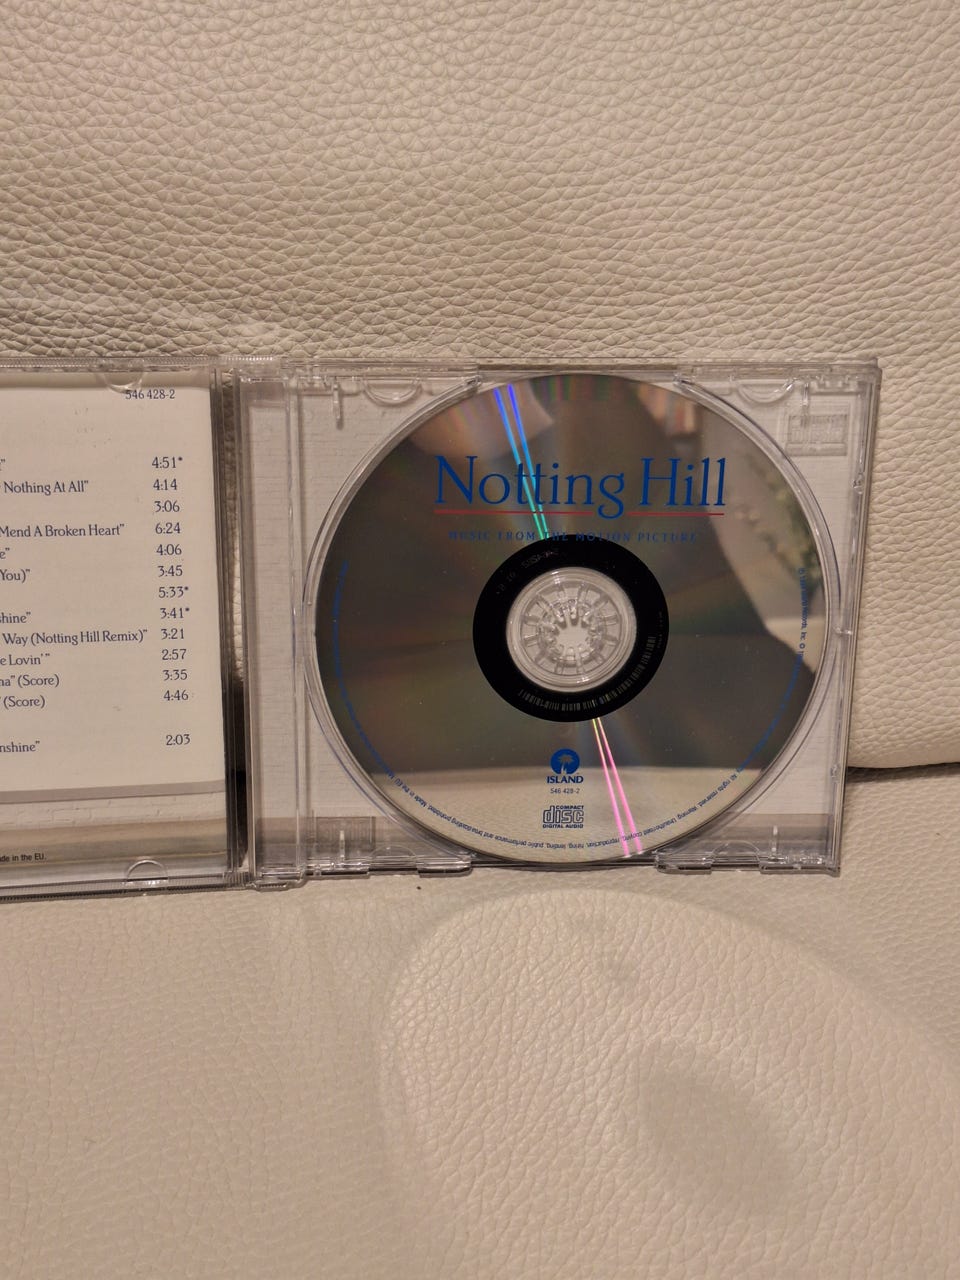 546 428-2
4:51*
Nothing At All" 4:14
3:06
Mend A Broken Heart" 6:24
4:06
You)" 3:45
5:33*
shine" 3:41*
Way (Notting Hill Remix)" 3:21
e Lovin'" 2:57
na" (Score) 3:35
(Score) 4:46
nshine" 2:03
de in the EU.
Notting Hill
MUSIC FROM THE MOTION PICTURE
ISLAND
546 428-2
COMPACT
disc
DIGITAL AUDIO